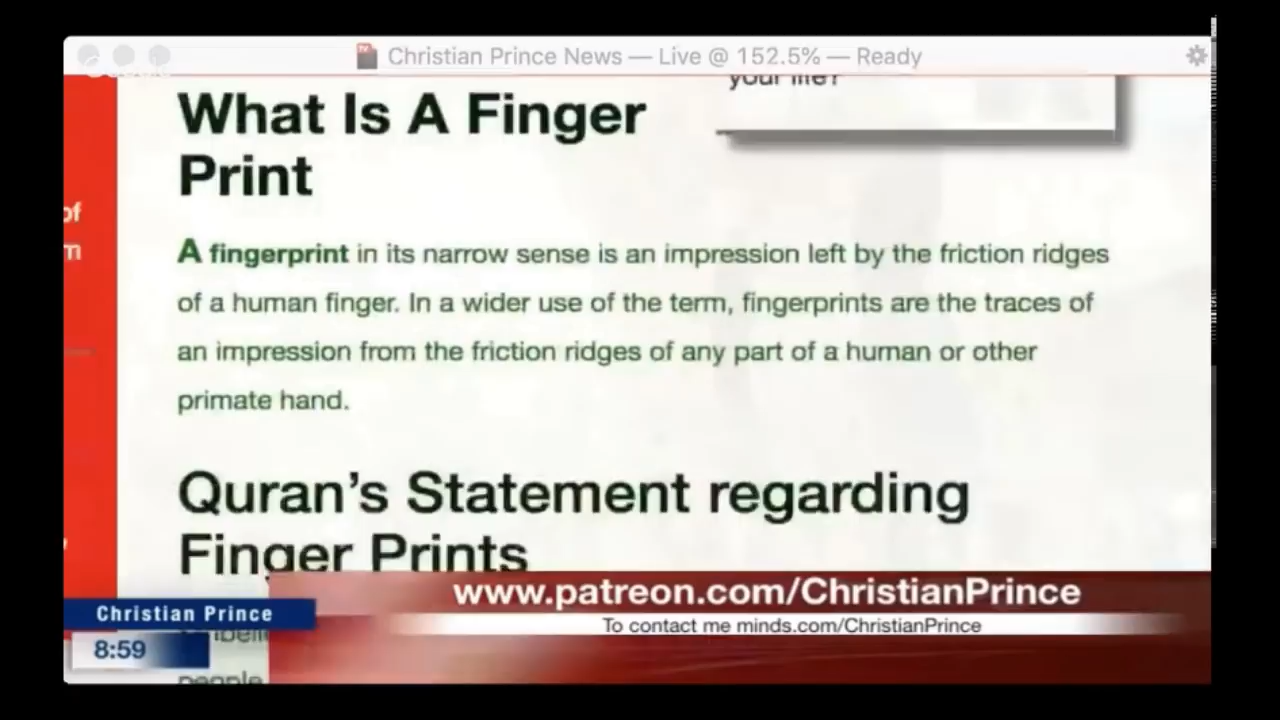 Christian Prince News — Live @ 152.5% — Ready
your life?
What Is A Finger
Print
of
m
A fingerprint in its narrow sense is an impression left by the friction ridges
of a human finger. In a wider use of the term, fingerprints are the traces of
an impression from the friction ridges of any part of a human or other
primate hand.
Quran's Statement regarding
Finger Prints
www.patreon.com/ChristianPrince
Christian Prince
To contact me minds.com/ChristianPrince
8:59
people